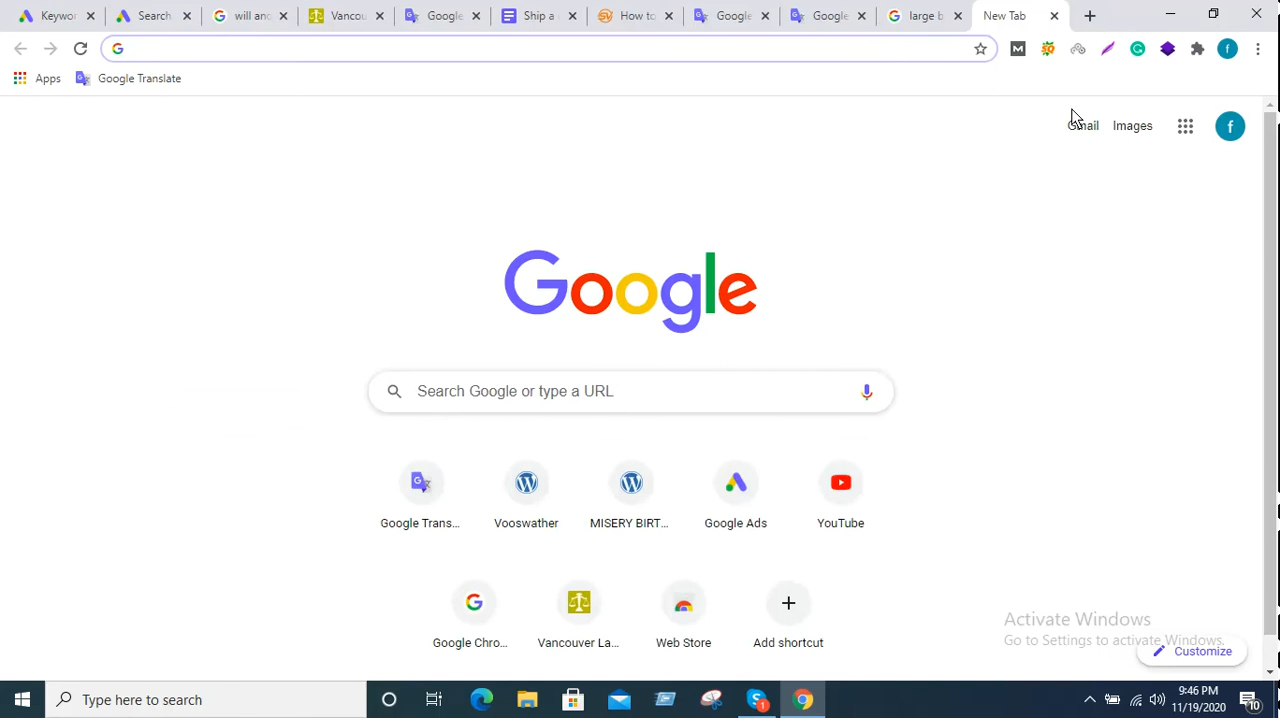 Keywo
Search
will and
Vancou
Google
Ship
How to
Google
Google
large l
New Tab
Apps
Google Translate
f
Gmail
Images
f
Google
Search Google or type a URL
Google Trans...
Vooswather
MISERY BIRT...
Google Ads
YouTube
Google Chro...
Vancouver La...
Web Store
Add shortcut
Activate Windows
Go to Settings to activate Windows.
Customize
Type here to search
9:46 PM
11/19/2020
10